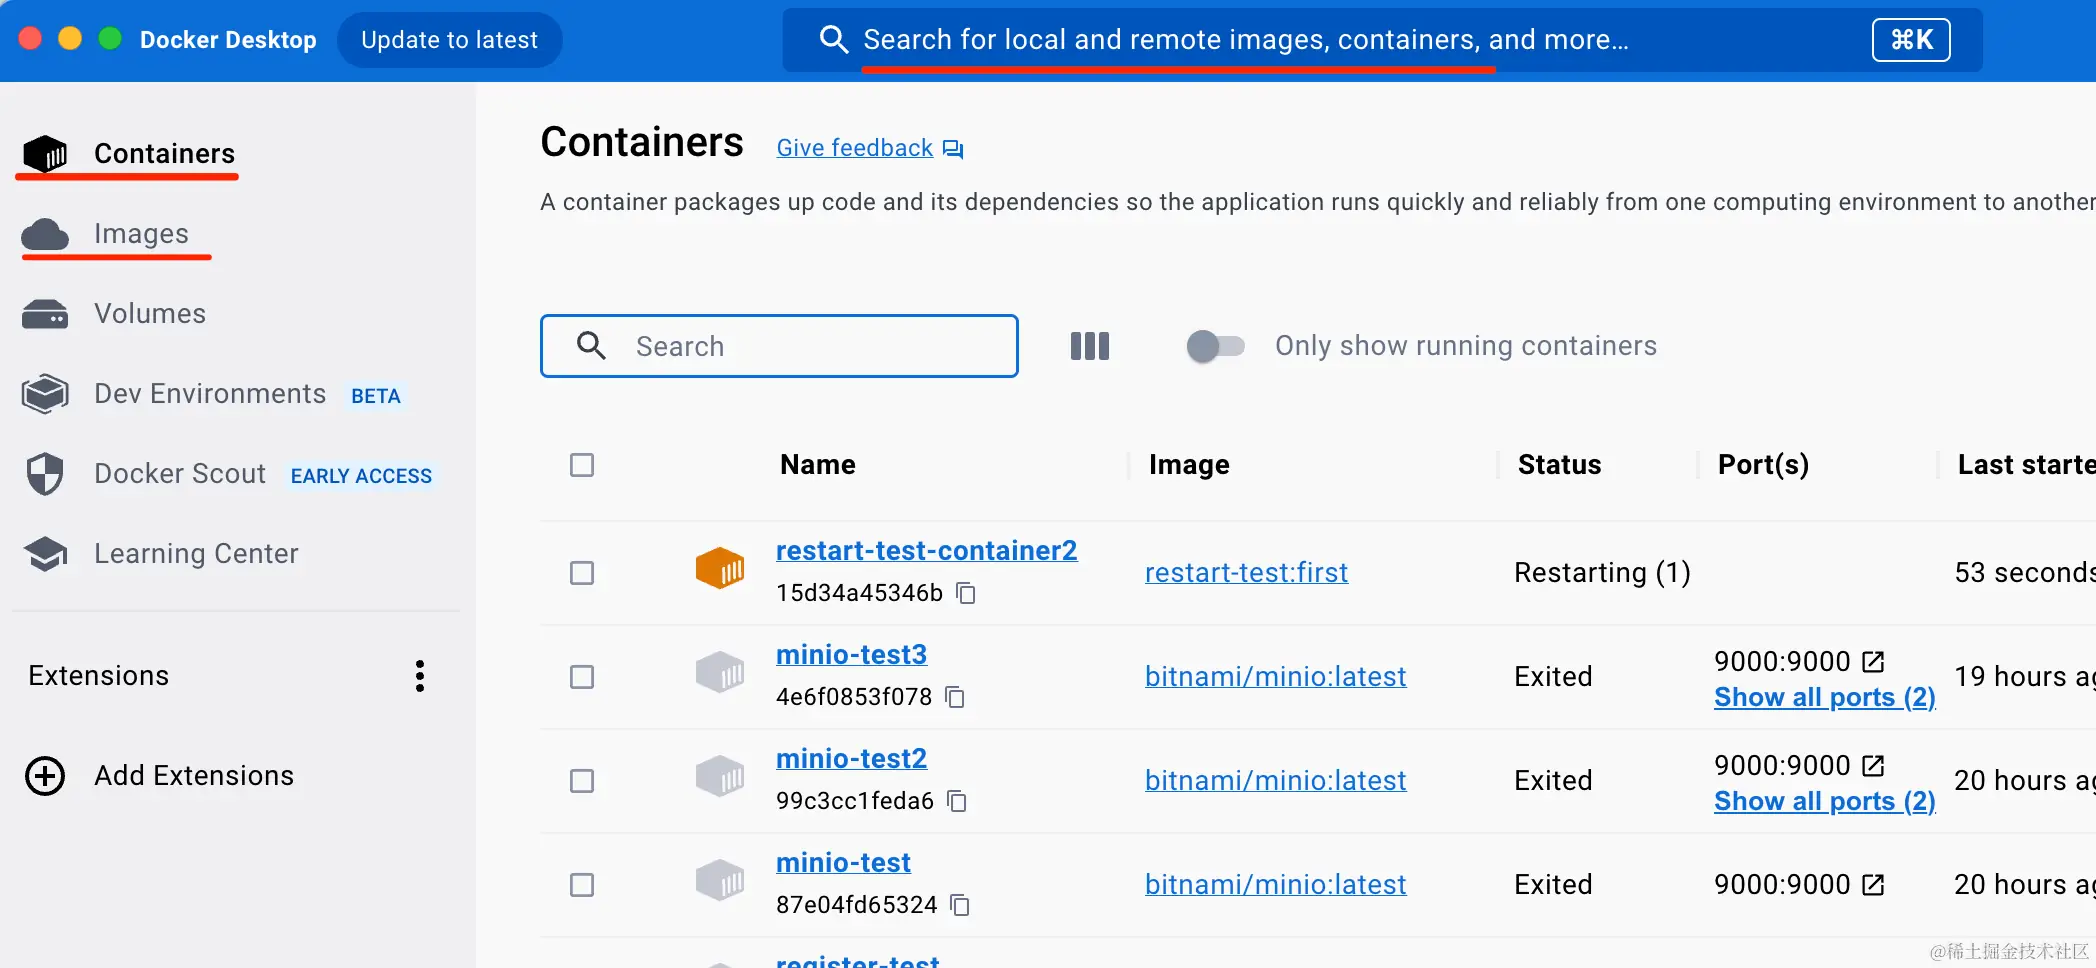 Docker Desktop
Update to latest
Search for local and remote images, containers, and more...
⌘K
Containers
Images
Volumes
Dev Environments BETA
Docker Scout EARLY ACCESS
Learning Center
Extensions
Add Extensions
Containers
Give feedback
A container packages up code and its dependencies so the application runs quickly and reliably from one computing environment to another
Search
Only show running containers
Name Image Status Port(s) Last starte
restart-test-container2
15d34a45346b
restart-test:first
Restarting (1)
53 seconds
minio-test3
4e6f0853f078
bitnami/minio:latest
Exited
9000:9000
Show all ports (2)
19 hours ag
minio-test2
99c3cc1feda6
bitnami/minio:latest
Exited
9000:9000
Show all ports (2)
20 hours ag
minio-test
87e04fd65324
bitnami/minio:latest
Exited
9000:9000
20 hours ag
register-test
@稀土掘金技术社区